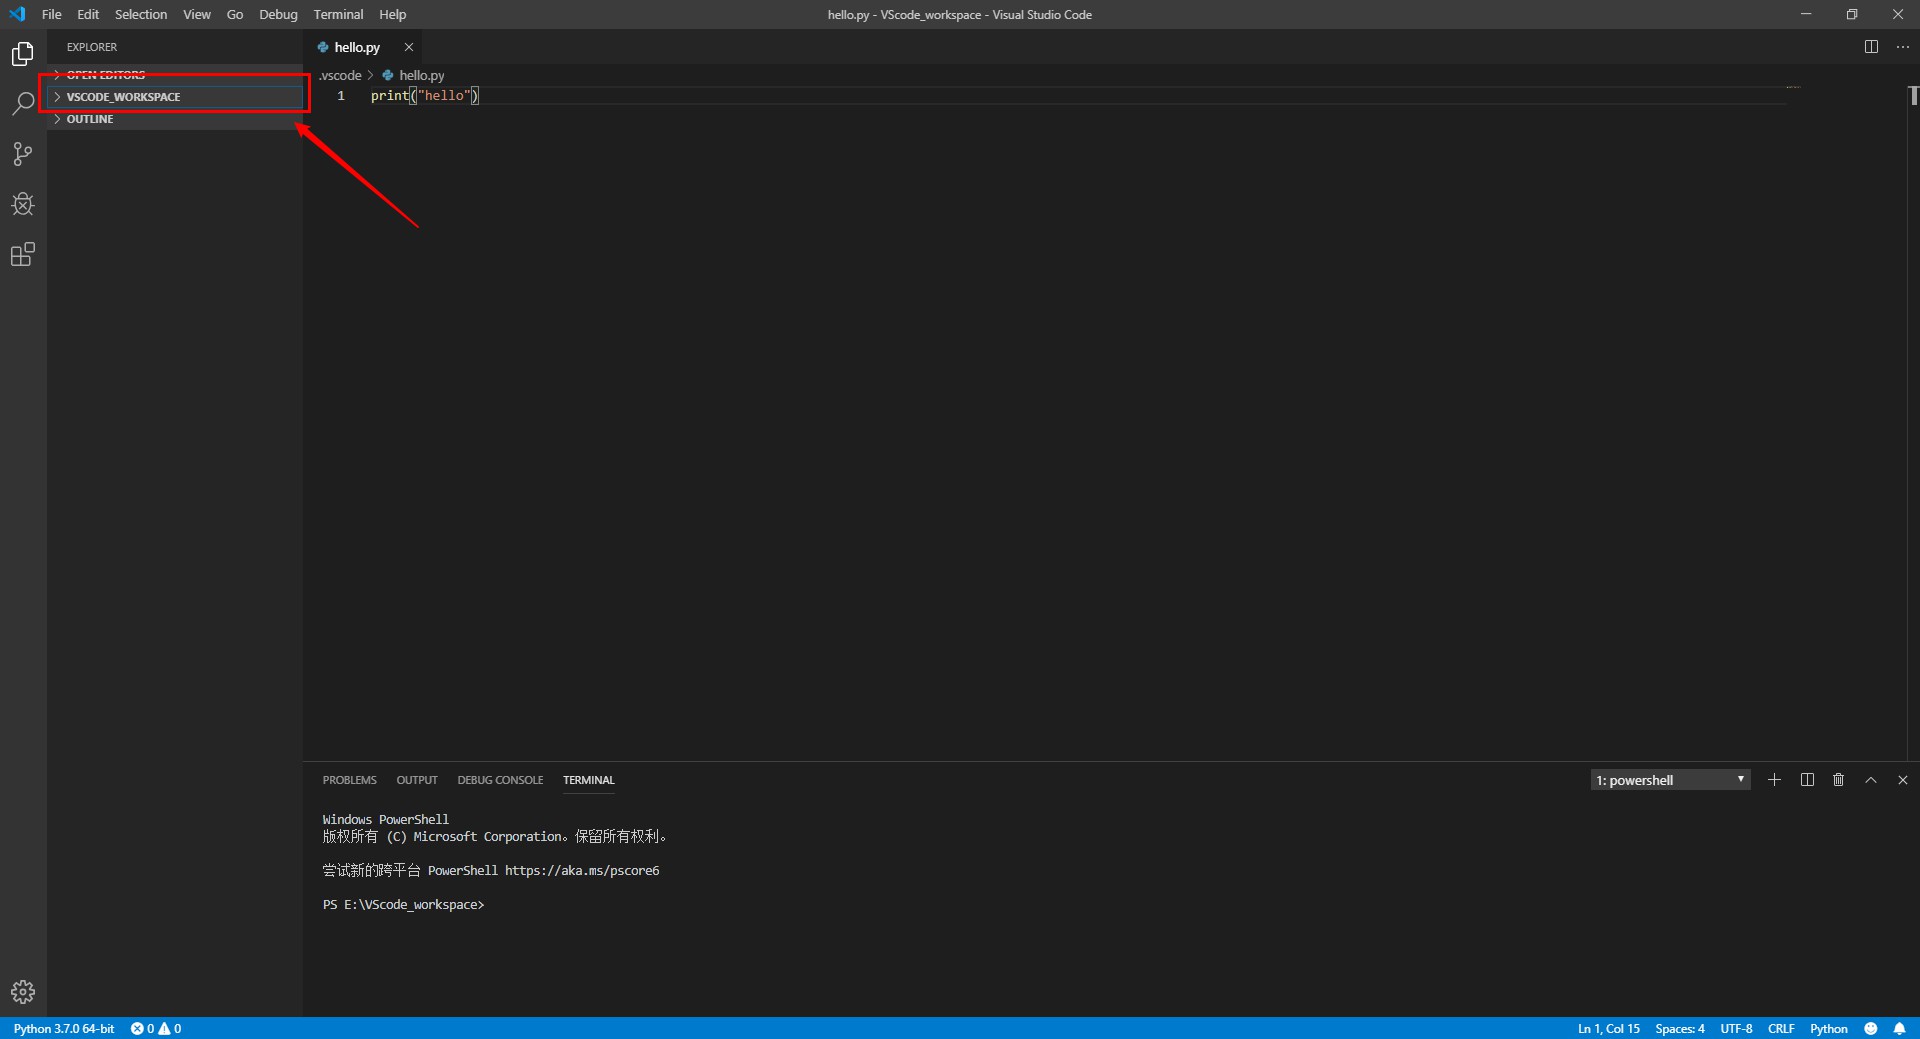 File Edit Selection View Go Debug Terminal Help
hello.py - VScode_workspace - Visual Studio Code
EXPLORER
OPEN EDITORS
VSCODE_WORKSPACE
OUTLINE
hello.py
.vscode > hello.py
1 print("hello")
PROBLEMS OUTPUT DEBUG CONSOLE TERMINAL
1: powershell
Windows PowerShell
版权所有 (C) Microsoft Corporation。保留所有权利。
尝试新的跨平台 PowerShell https://aka.ms/pscore6
PS E:\VScode_workspace>
Python 3.7.0 64-bit 0 0
Ln 1, Col 15 Spaces: 4 UTF-8 CRLF Python